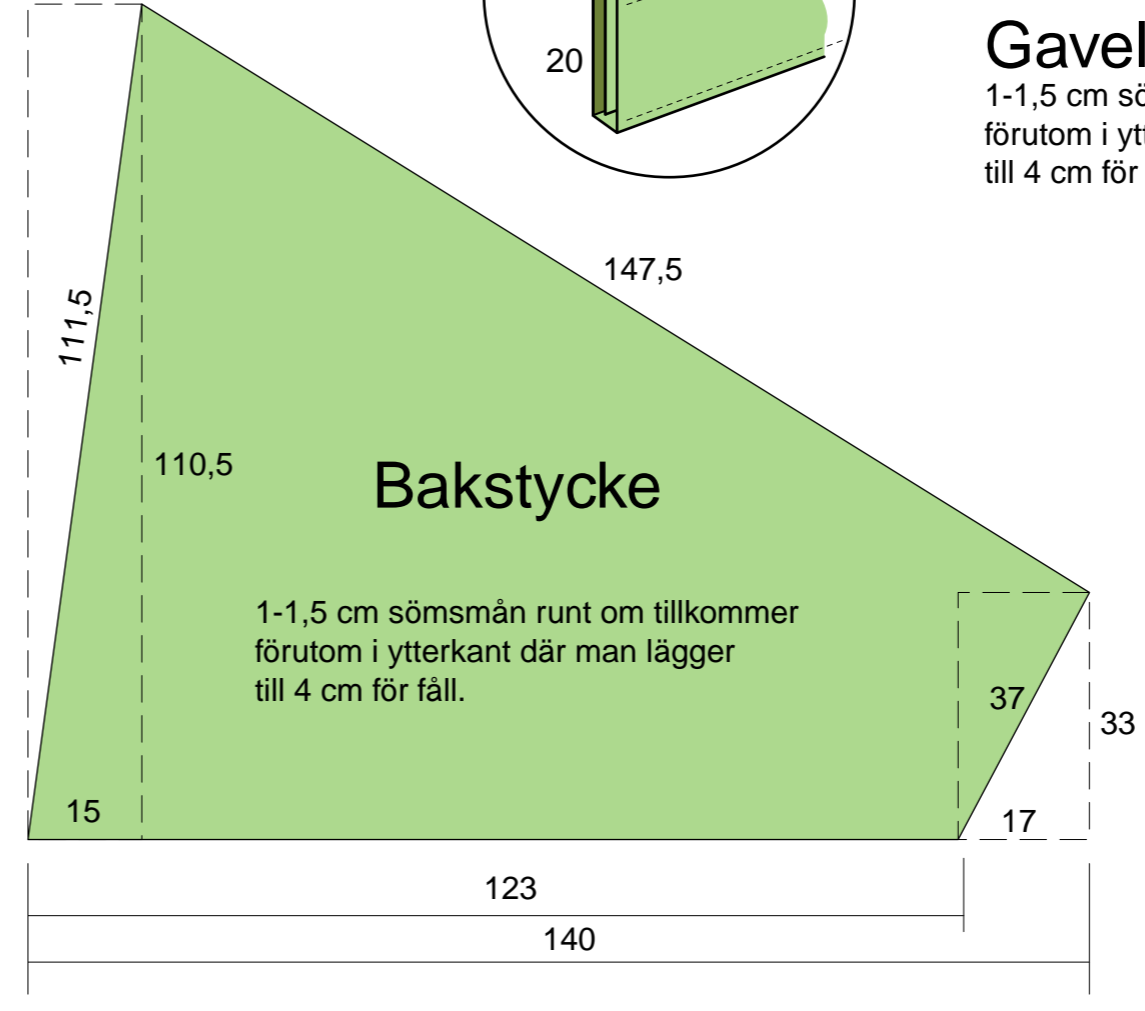 20
Gavel
1-1,5 cm sö
förutom i ytt
till 4 cm för
147,5
111,5
110,5
Bakstycke
1-1,5 cm sömsmån runt om tillkommer
förutom i ytterkant där man lägger
till 4 cm för fåll.
37
33
15
17
123
140